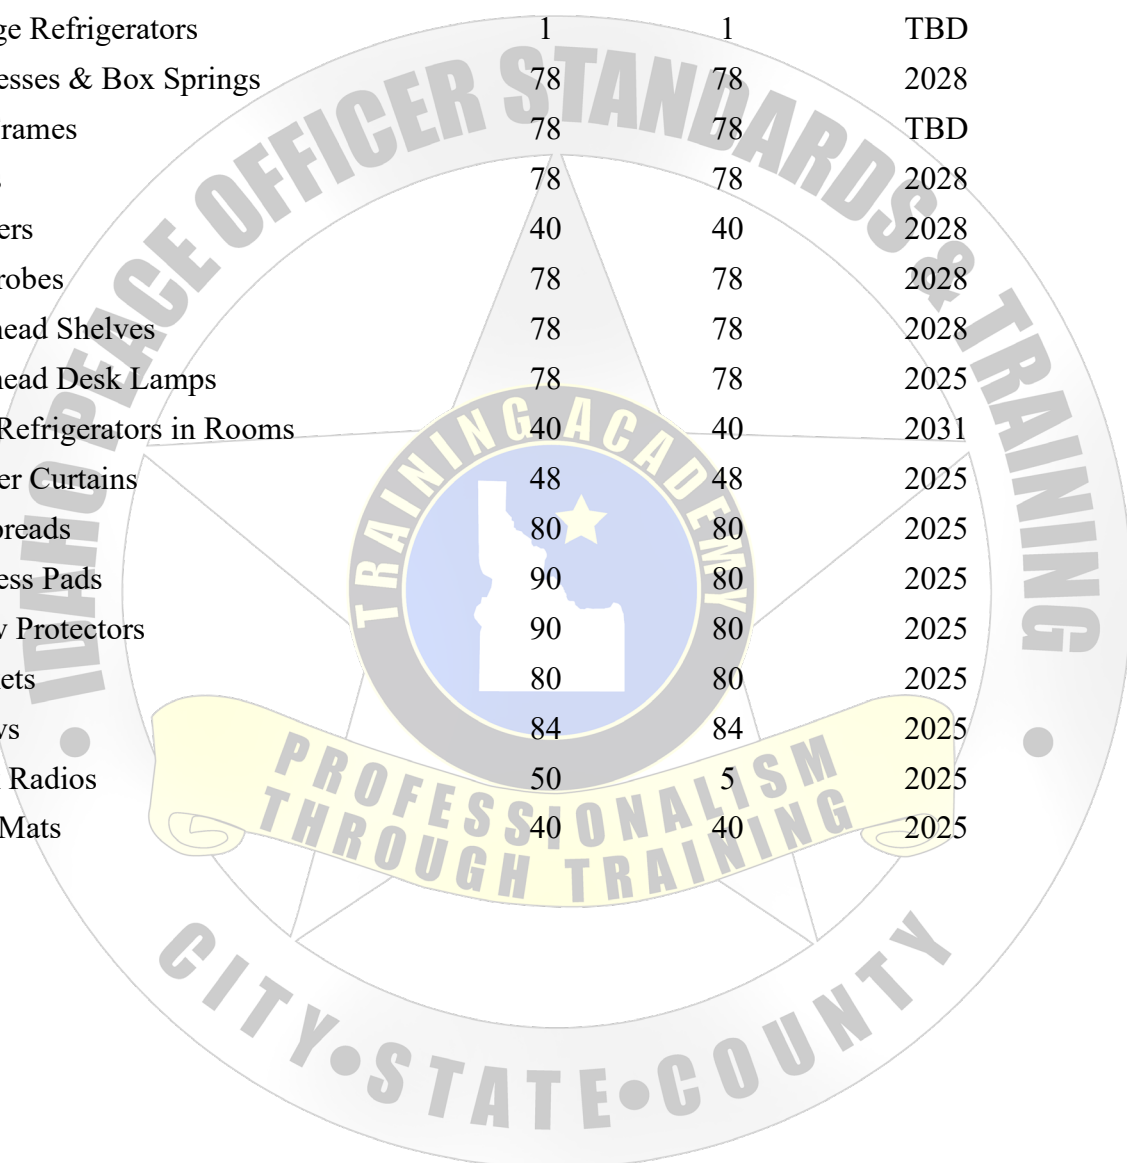 ge Refrigerators 1 1 TBD
esses & Box Springs 78 78 2028
rames 78 78 TBD
78 78 2028
ers 40 40 2028
robes 78 78 2028
head Shelves 78 78 2028
head Desk Lamps 78 78 2025
Refrigerators in Rooms 40 40 2031
er Curtains 48 48 2025
preads 80 80 2025
ess Pads 90 80 2025
w Protectors 90 80 2025
ets 80 80 2025
ws 84 84 2025
Radios 50 5 2025
Mats 40 40 2025
IDAHO PEACE OFFICER STANDARDS & TRAINING
TRAINING ACADEMY
PROFESSIONALISM
THROUGH TRAINING
CITY•STATE•COUNTY